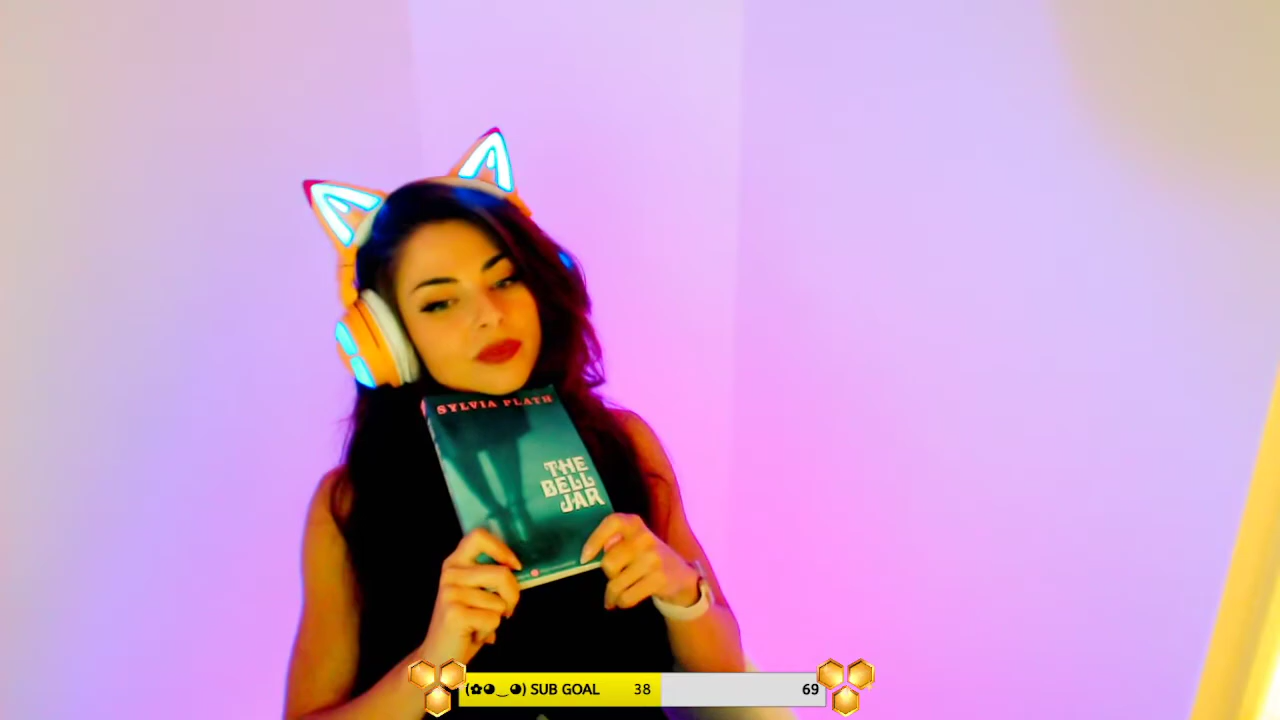 SYLVIA PLATH
THE
BELL
JAR
(✿◕‿◕) SUB GOAL 38 69